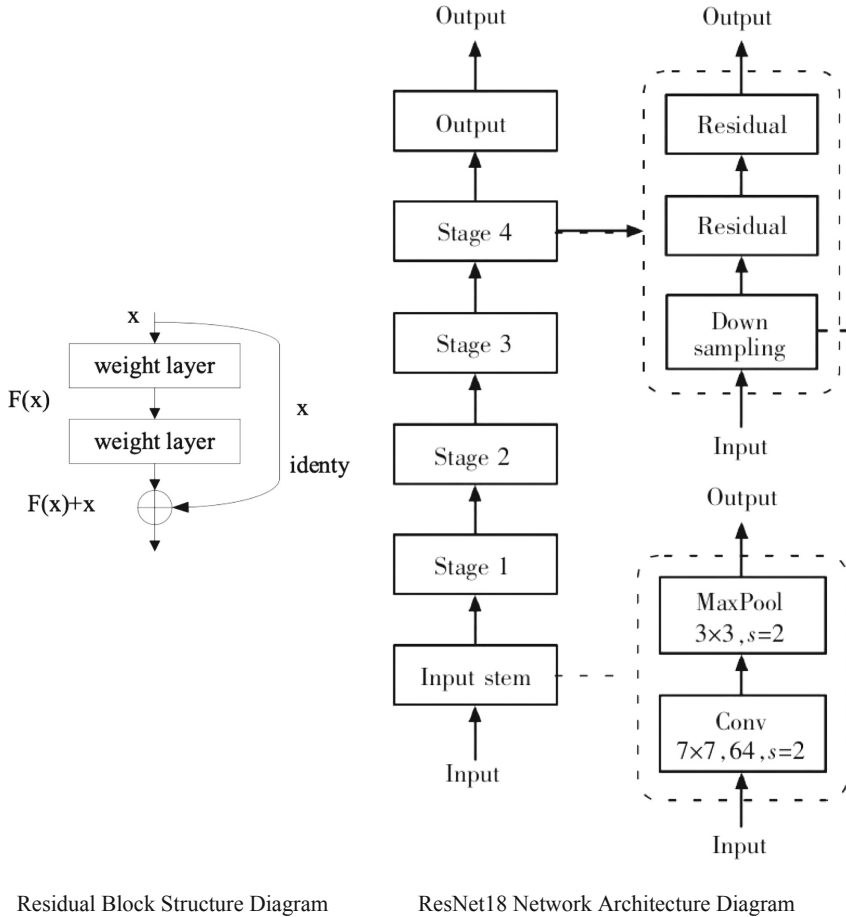 x
weight layer
F(x)
x
weight layer
identy
F(x)+x
Residual Block Structure Diagram
Output
Output
Stage 4
Stage 3
Stage 2
Stage 1
Input stem
Input
Output
Residual
Residual
Down
sampling
Input
Output
MaxPool
3×3,s=2
Conv
7×7,64,s=2
Input
ResNet18 Network Architecture Diagram